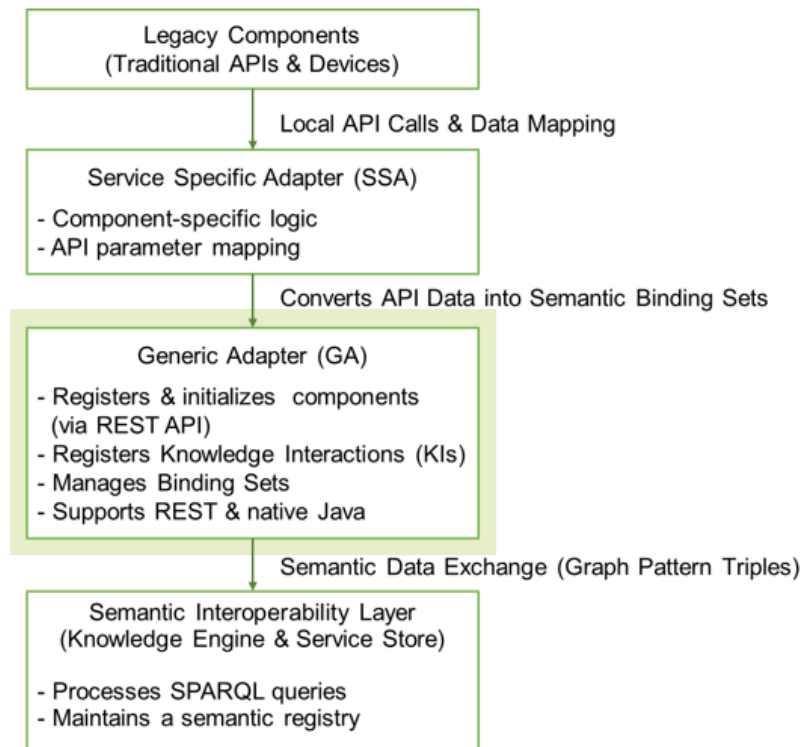 Legacy Components
(Traditional APIs & Devices)
Local API Calls & Data Mapping
Service Specific Adapter (SSA)
- Component-specific logic
- API parameter mapping
Converts API Data into Semantic Binding Sets
Generic Adapter (GA)
- Registers & initializes components
(via REST API)
- Registers Knowledge Interactions (KIs)
- Manages Binding Sets
- Supports REST & native Java
Semantic Data Exchange (Graph Pattern Triples)
Semantic Interoperability Layer
(Knowledge Engine & Service Store)
- Processes SPARQL queries
- Maintains a semantic registry